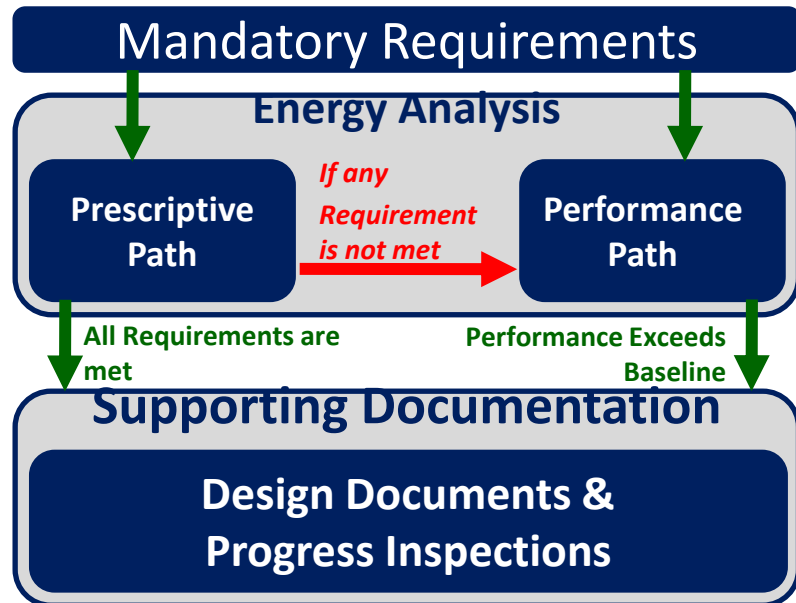 Mandatory Requirements
Energy Analysis
Prescriptive
Path
If any
Requirement
is not met
Performance
Path
All Requirements are
met
Performance Exceeds
Baseline
Supporting Documentation
Design Documents &
Progress Inspections